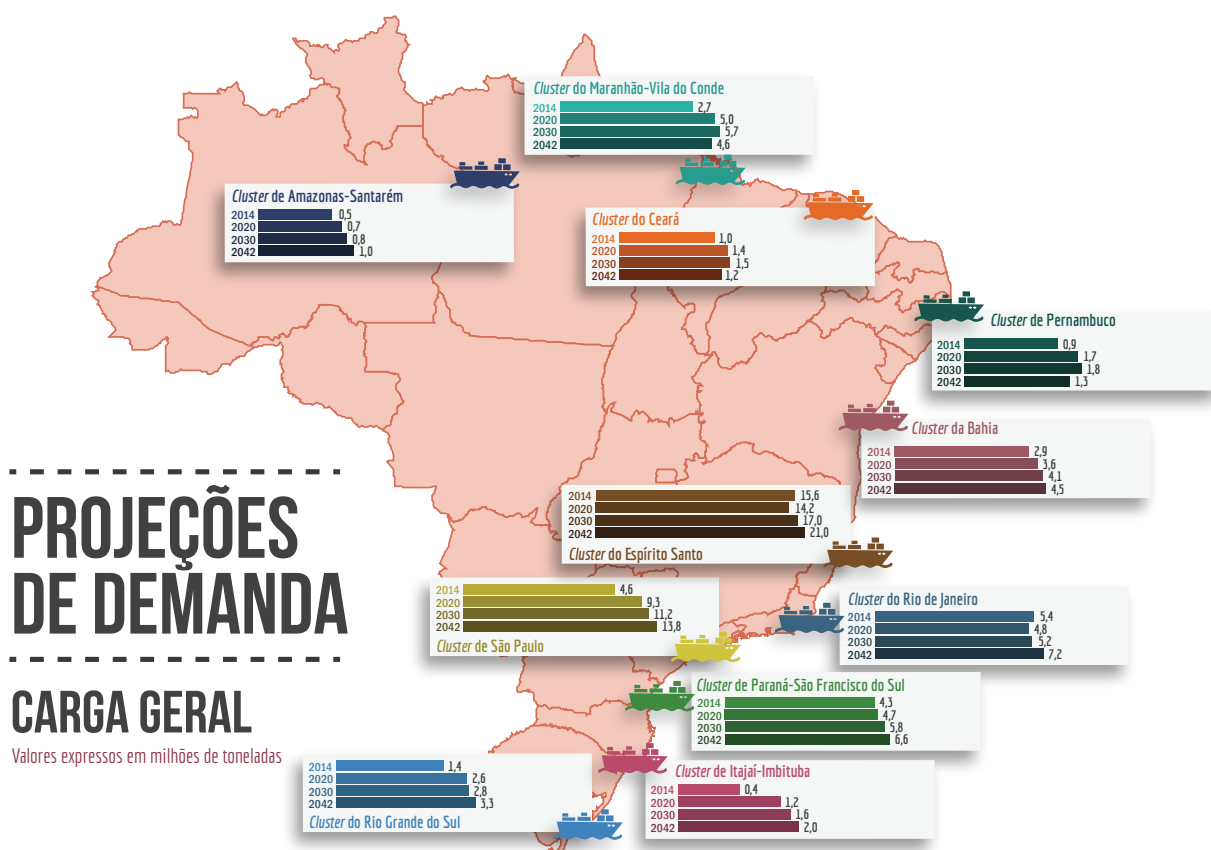 Cluster do Maranhão-Vila do Conde
2014 2,7
2020 5,0
2030 5,7
2042 4,6
Cluster de Amazonas-Santarém
2014 0,5
2020 0,7
2030 0,8
2042 1,0
Cluster do Ceará
2014 1,0
2020 1,4
2030 1,5
2042 1,2
Cluster de Pernambuco
2014 0,9
2020 1,7
2030 1,8
2042 1,3
Cluster da Bahia
2014 2,9
2020 3,6
2030 4,1
2042 4,5
PROJEÇÕES
DE DEMANDA
CARGA GERAL
Valores expressos em milhões de toneladas
2014 15,6
2020 14,2
2030 17,0
2042 21,0
Cluster do Espírito Santo
2014 4,6
2020 9,3
2030 11,2
2042 13,8
Cluster de São Paulo
Cluster do Rio de Janeiro
2014 5,4
2020 4,8
2030 5,2
2042 7,2
Cluster de Paraná-São Francisco do Sul
2014 4,3
2020 4,7
2030 5,8
2042 6,6
2014 1,4
2020 2,6
2030 2,8
2042 3,3
Cluster do Rio Grande do Sul
Cluster de Itajaí-Imbituba
2014 0,4
2020 1,2
2030 1,6
2042 2,0